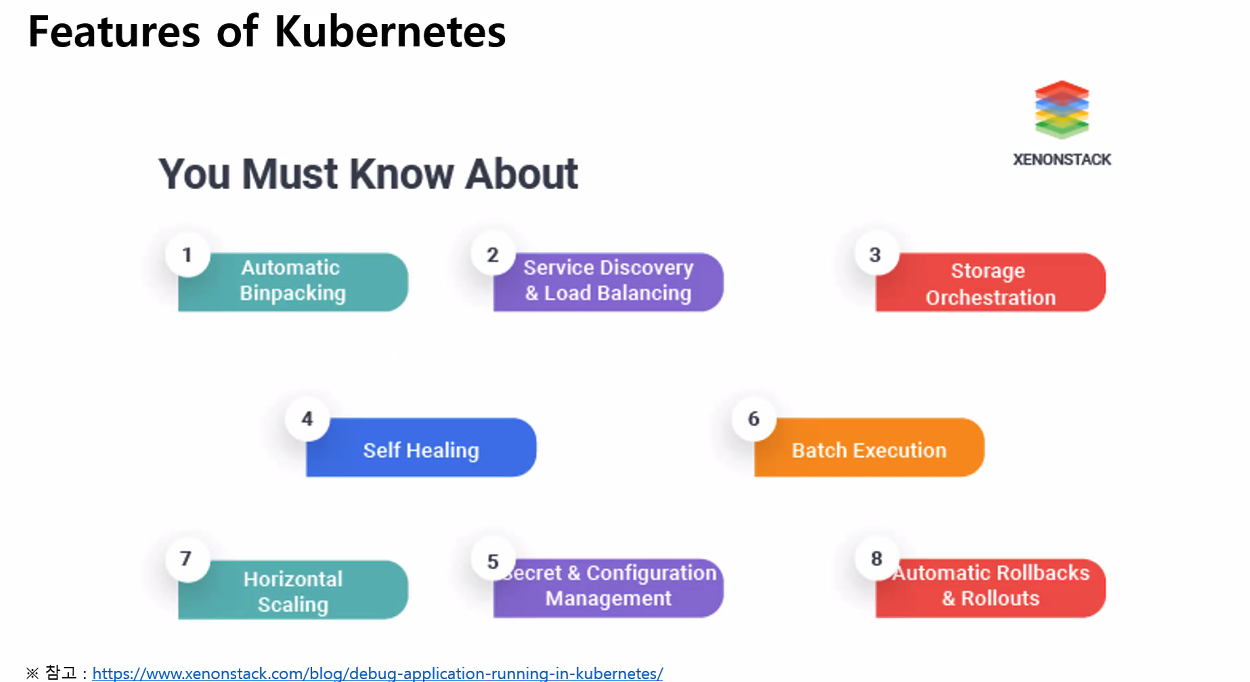 Features of Kubernetes
XENONSTACK
You Must Know About
1
Automatic
Binpacking
2
Service Discovery
& Load Balancing
3
Storage
Orchestration
4
Self Healing
6
Batch Execution
7
Horizontal
Scaling
5
Secret & Configuration
Management
8
Automatic Rollbacks
& Rollouts
※ 참고 : https://www.xenonstack.com/blog/debug-application-running-in-kubernetes/